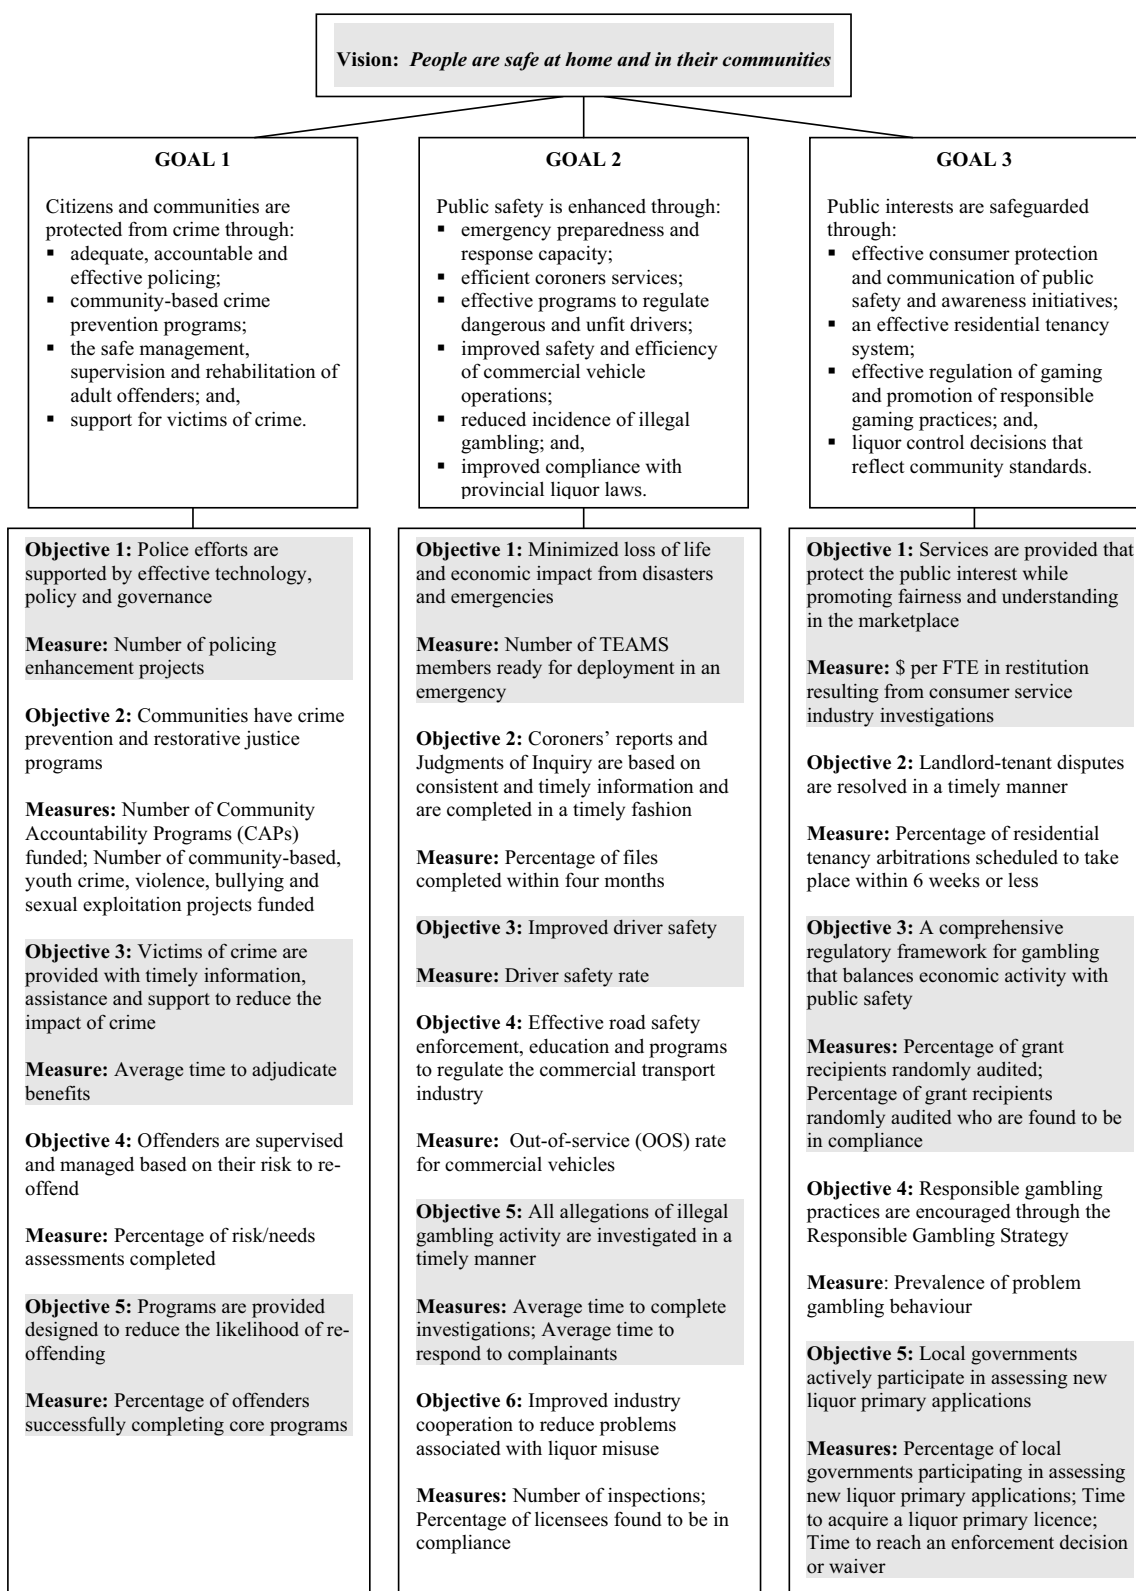 Vision: People are safe at home and in their communities
GOAL 1
Citizens and communities are
protected from crime through:
▪ adequate, accountable and
effective policing;
▪ community-based crime
prevention programs;
▪ the safe management,
supervision and rehabilitation of
adult offenders; and,
▪ support for victims of crime.
GOAL 2
Public safety is enhanced through:
▪ emergency preparedness and
response capacity;
▪ efficient coroners services;
▪ effective programs to regulate
dangerous and unfit drivers;
▪ improved safety and efficiency
of commercial vehicle
operations;
▪ reduced incidence of illegal
gambling; and,
▪ improved compliance with
provincial liquor laws.
GOAL 3
Public interests are safeguarded
through:
▪ effective consumer protection
and communication of public
safety and awareness initiatives;
▪ an effective residential tenancy
system;
▪ effective regulation of gaming
and promotion of responsible
gaming practices; and,
▪ liquor control decisions that
reflect community standards.
Objective 1: Police efforts are
supported by effective technology,
policy and governance
Measure: Number of policing
enhancement projects
Objective 2: Communities have crime
prevention and restorative justice
programs
Measures: Number of Community
Accountability Programs (CAPs)
funded; Number of community-based,
youth crime, violence, bullying and
sexual exploitation projects funded
Objective 3: Victims of crime are
provided with timely information,
assistance and support to reduce the
impact of crime
Measure: Average time to adjudicate
benefits
Objective 4: Offenders are supervised
and managed based on their risk to re-
offend
Measure: Percentage of risk/needs
assessments completed
Objective 5: Programs are provided
designed to reduce the likelihood of re-
offending
Measure: Percentage of offenders
successfully completing core programs
Objective 1: Minimized loss of life
and economic impact from disasters
and emergencies
Measure: Number of TEAMS
members ready for deployment in an
emergency
Objective 2: Coroners' reports and
Judgments of Inquiry are based on
consistent and timely information and
are completed in a timely fashion
Measure: Percentage of files
completed within four months
Objective 3: Improved driver safety
Measure: Driver safety rate
Objective 4: Effective road safety
enforcement, education and programs
to regulate the commercial transport
industry
Measure: Out-of-service (OOS) rate
for commercial vehicles
Objective 5: All allegations of illegal
gambling activity are investigated in a
timely manner
Measures: Average time to complete
investigations; Average time to
respond to complainants
Objective 6: Improved industry
cooperation to reduce problems
associated with liquor misuse
Measures: Number of inspections;
Percentage of licensees found to be in
compliance
Objective 1: Services are provided that
protect the public interest while
promoting fairness and understanding
in the marketplace
Measure: $ per FTE in restitution
resulting from consumer service
industry investigations
Objective 2: Landlord-tenant disputes
are resolved in a timely manner
Measure: Percentage of residential
tenancy arbitrations scheduled to take
place within 6 weeks or less
Objective 3: A comprehensive
regulatory framework for gambling
that balances economic activity with
public safety
Measures: Percentage of grant
recipients randomly audited;
Percentage of grant recipients
randomly audited who are found to be
in compliance
Objective 4: Responsible gambling
practices are encouraged through the
Responsible Gambling Strategy
Measure: Prevalence of problem
gambling behaviour
Objective 5: Local governments
actively participate in assessing new
liquor primary applications
Measures: Percentage of local
governments participating in assessing
new liquor primary applications; Time
to acquire a liquor primary licence;
Time to reach an enforcement decision
or waiver